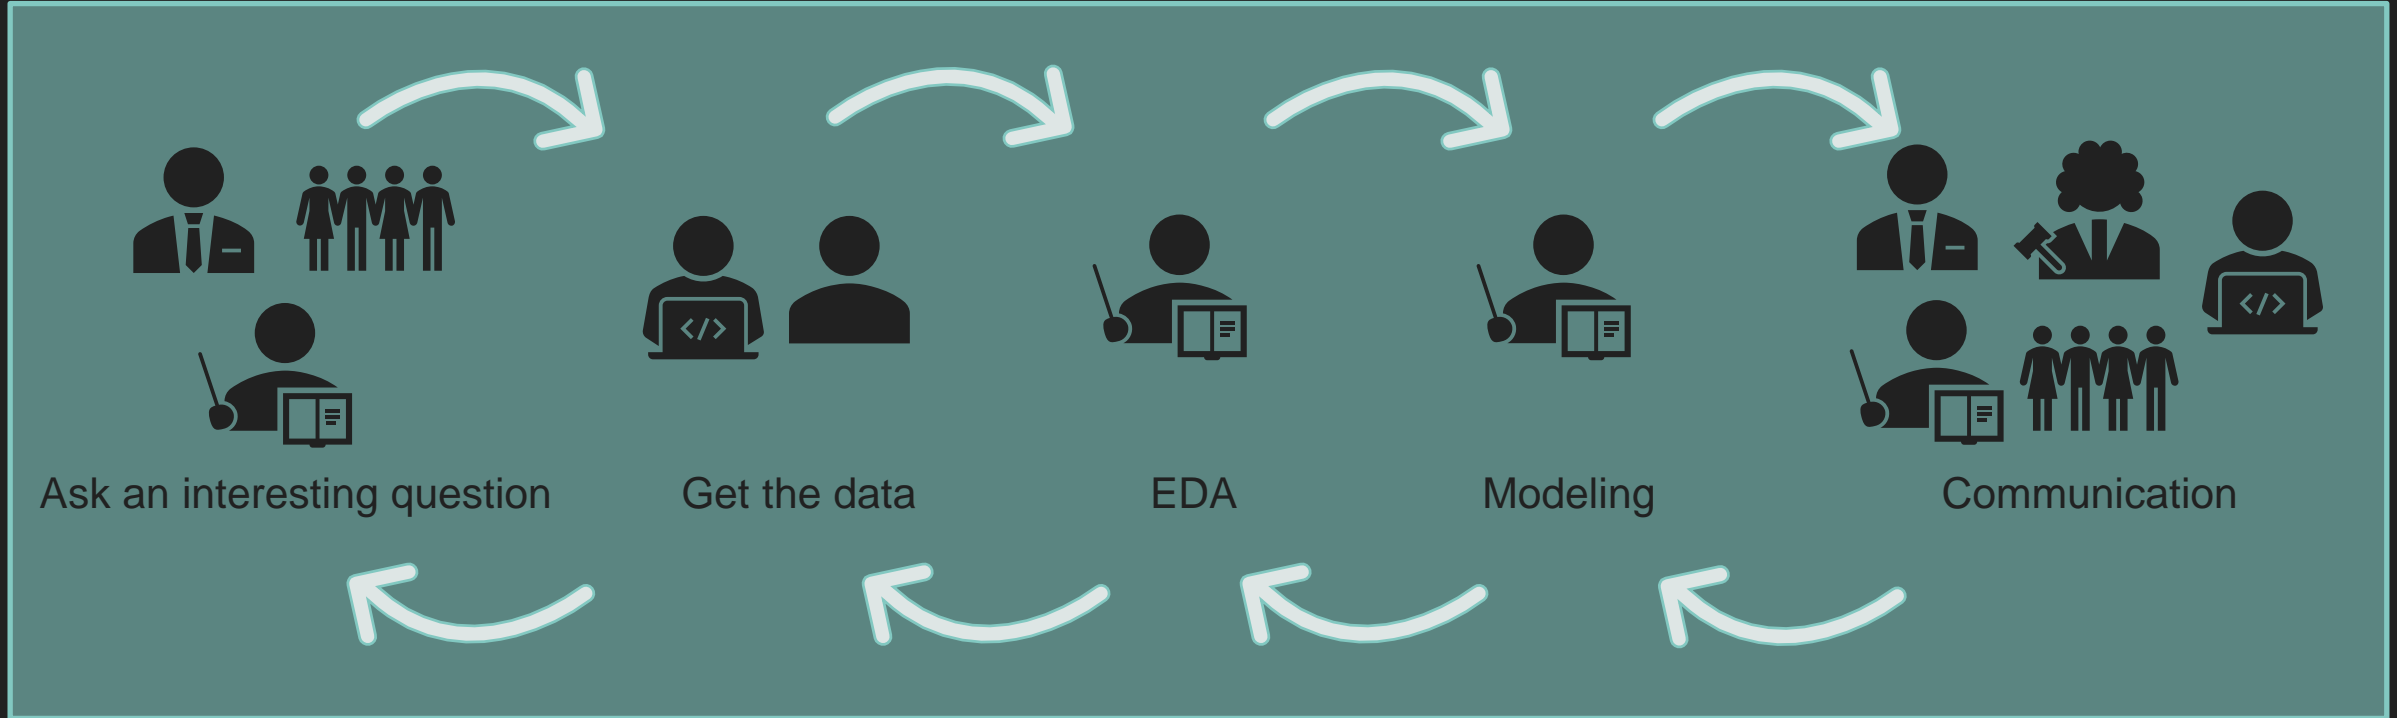 Ask an interesting question
Get the data
EDA
Modeling
Communication